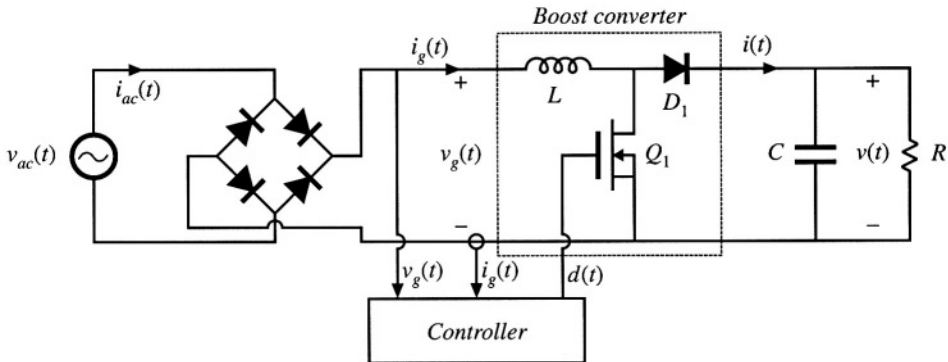 Boost converter
i_g(t)
i(t)
i_ac(t)
L
D_1
+
+
v_ac(t)
v_g(t)
Q_1
C
v(t)
R
−
−
v_g(t)
i_g(t)
d(t)
Controller